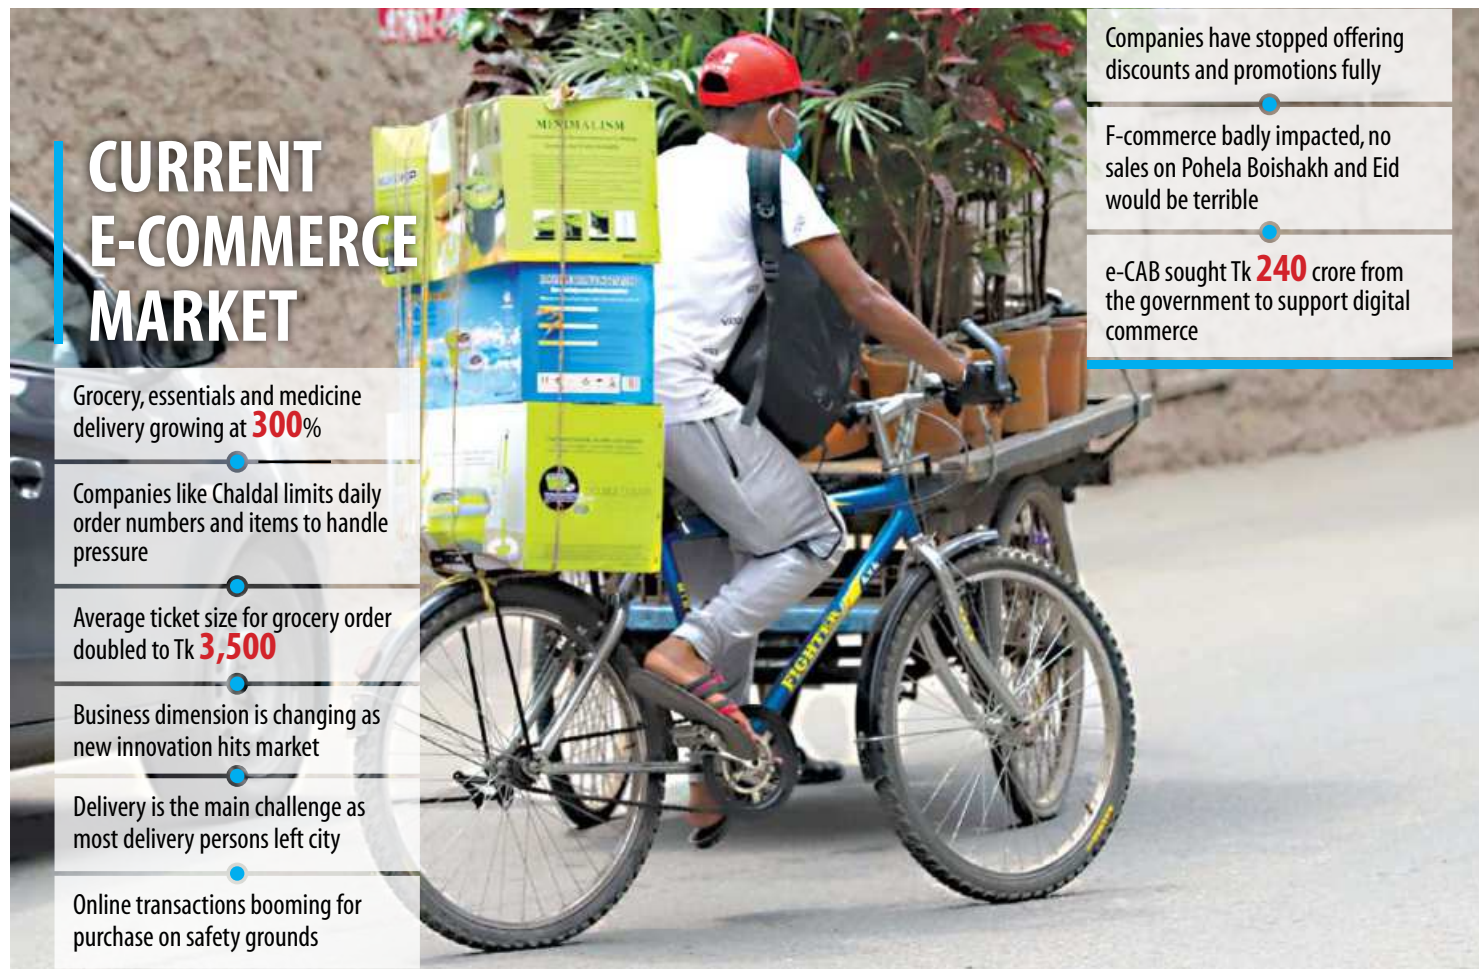 CURRENT
E-COMMERCE
MARKET
Grocery, essentials and medicine
delivery growing at 300%
Companies like Chaldal limits daily
order numbers and items to handle
pressure
Average ticket size for grocery order
doubled to Tk 3,500
Business dimension is changing as
new innovation hits market
Delivery is the main challenge as
most delivery persons left city
Online transactions booming for
purchase on safety grounds
Companies have stopped offering
discounts and promotions fully
F-commerce badly impacted, no
sales on Pohela Boishakh and Eid
would be terrible
e-CAB sought Tk 240 crore from
the government to support digital
commerce
MINIMALISM
FIGHTER